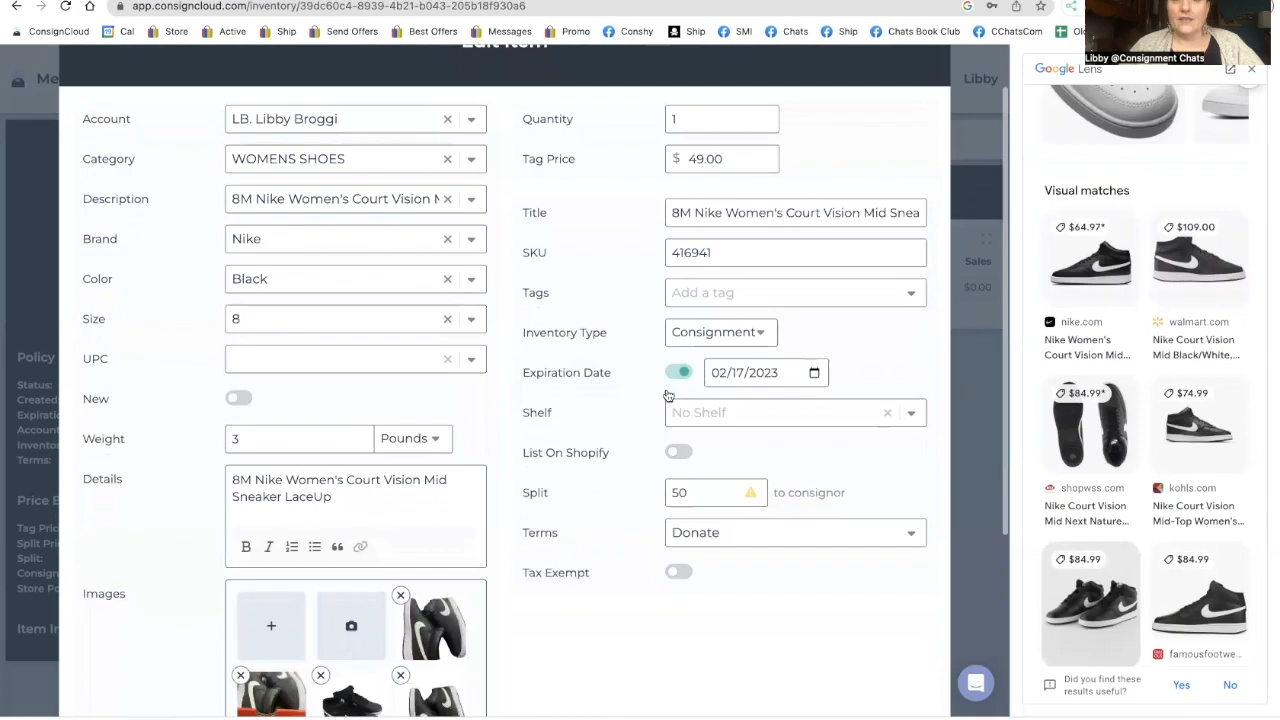 app.consigncloud.com/inventory/39dc60c4-8939-4b21-b043-205b18f930a6
ConsignCloud
Cal
Store
Active
Ship
Send Offers
Best Offers
Messages
Promo
Conshy
Ship
SMI
Chats
Ship
Chats Book Club
CChatsCom
Libby @Consignment Chats
Edit Item
Me
Libby
Google Lens
Account
LB. Libby Broggi
Category
WOMENS SHOES
Description
8M Nike Women's Court Vision
Brand
Nike
Color
Black
Size
8
UPC
New
Weight
3
Pounds
Details
8M Nike Women's Court Vision Mid
Sneaker LaceUp
B I
Images
Quantity
1
Tag Price
$ 49.00
Title
8M Nike Women's Court Vision Mid Snea
SKU
416941
Tags
Add a tag
Inventory Type
Consignment
Expiration Date
02/17/2023
Shelf
No Shelf
List On Shopify
Split
50
to consignor
Terms
Donate
Tax Exempt
Policy
Status:
Created:
Expiratio
Account
Inventor
Terms:
Price B
Tag Pric
Split Pri
Split:
Consign
Store Po
Item In
Sales
$0.00
Visual matches
$64.97*
nike.com
Nike Women's
Court Vision Mid...
$109.00
walmart.com
Nike Court Vision
Mid Black/White,...
$84.99*
shopwss.com
Nike Court Vision
Mid Next Nature...
$74.99
kohls.com
Nike Court Vision
Mid-Top Women's...
$84.99
$84.99
famousfootwe...
Did you find these
results useful?
Yes
No